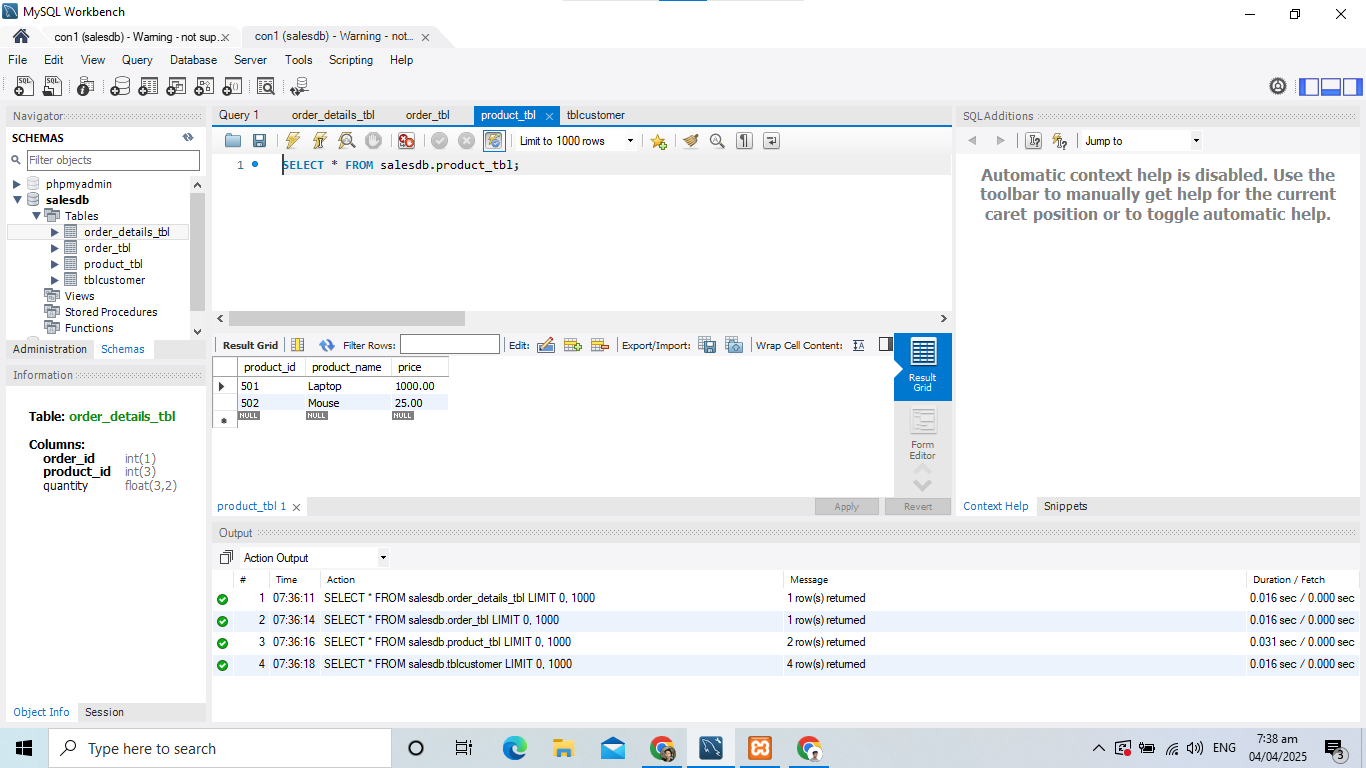 MySQL Workbench
con1 (salesdb) - Warning - not sup...
con1 (salesdb) - Warning - not...
File Edit View Query Database Server Tools Scripting Help
Navigator
SCHEMAS
Filter objects
phpmyadmin
salesdb
Tables
order_details_tbl
order_tbl
product_tbl
tblcustomer
Views
Stored Procedures
Functions
Administration Schemas
Information
Table: order_details_tbl
Columns:
order_id int(1)
product_id int(3)
quantity float(3,2)
Object Info Session
Query 1 order_details_tbl order_tbl product_tbl tblcustomer
Limit to 1000 rows
1 SELECT * FROM salesdb.product_tbl;
Result Grid Filter Rows: Edit: Export/Import: Wrap Cell Content:
product_id product_name price
501 Laptop 1000.00
502 Mouse 25.00
NULL NULL NULL
Result Grid
Form Editor
product_tbl 1 Apply Revert
SQLAdditions
Jump to
Automatic context help is disabled. Use the
toolbar to manually get help for the current
caret position or to toggle automatic help.
Context Help Snippets
Output
Action Output
# Time Action Message Duration / Fetch
1 07:36:11 SELECT * FROM salesdb.order_details_tbl LIMIT 0, 1000 1 row(s) returned 0.016 sec / 0.000 sec
2 07:36:14 SELECT * FROM salesdb.order_tbl LIMIT 0, 1000 1 row(s) returned 0.016 sec / 0.000 sec
3 07:36:16 SELECT * FROM salesdb.product_tbl LIMIT 0, 1000 2 row(s) returned 0.031 sec / 0.000 sec
4 07:36:18 SELECT * FROM salesdb.tblcustomer LIMIT 0, 1000 4 row(s) returned 0.016 sec / 0.000 sec
Type here to search
ENG
7:38 am
04/04/2025
3